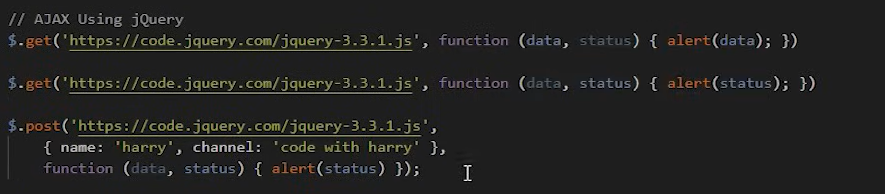 // AJAX Using jQuery
$.get('https://code.jquery.com/jquery-3.3.1.js', function (data, status) { alert(data); })
$.get('https://code.jquery.com/jquery-3.3.1.js', function (data, status) { alert(status); })
$.post('https://code.jquery.com/jquery-3.3.1.js',
{ name: 'harry', channel: 'code with harry' },
function (data, status) { alert(status) });